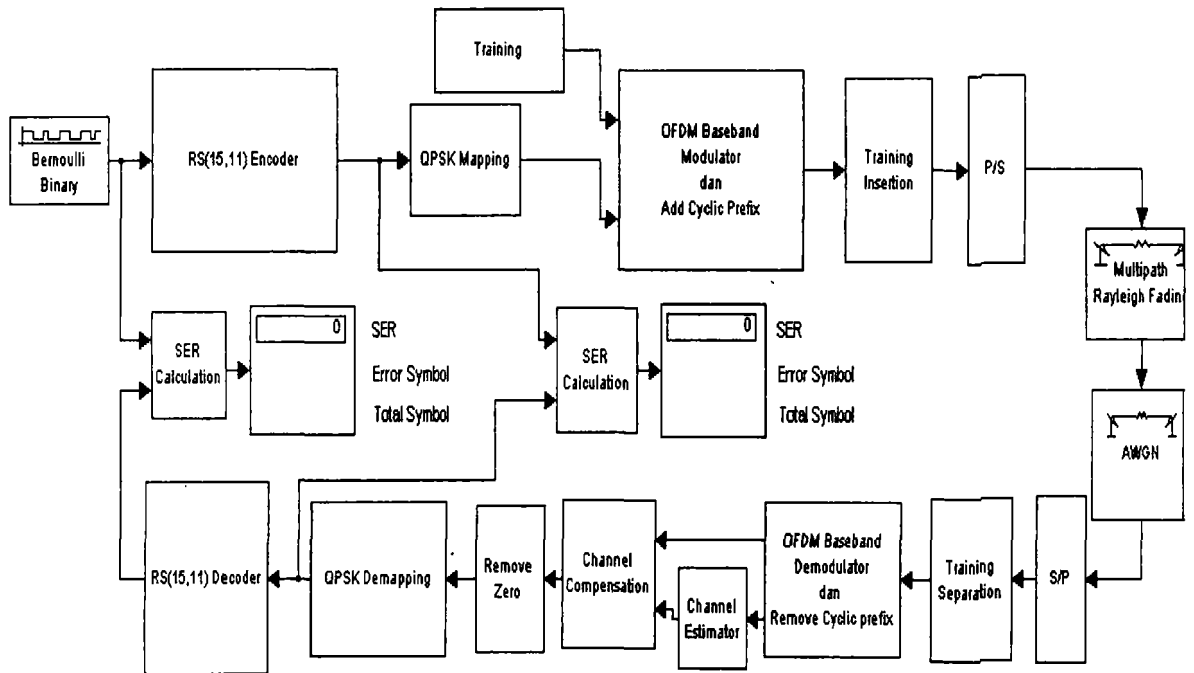 Training
Bernoulli
Binary
RS(15,11) Encoder
QPSK Mapping
OFDM Baseband
Modulator
dan
Add Cyclic Prefix
Training
Insertion
P/S
Multipath
Rayleigh Fadin
SER
Calculation
0
SER
Error Symbol
Total Symbol
SER
Calculation
0
SER
Error Symbol
Total Symbol
AWGN
RS(15,11) Decoder
QPSK Demapping
Remove
Zero
Channel
Compensation
Channel
Estimator
OFDM Baseband
Demodulator
dan
Remove Cyclic prefix
Training
Separation
S/P